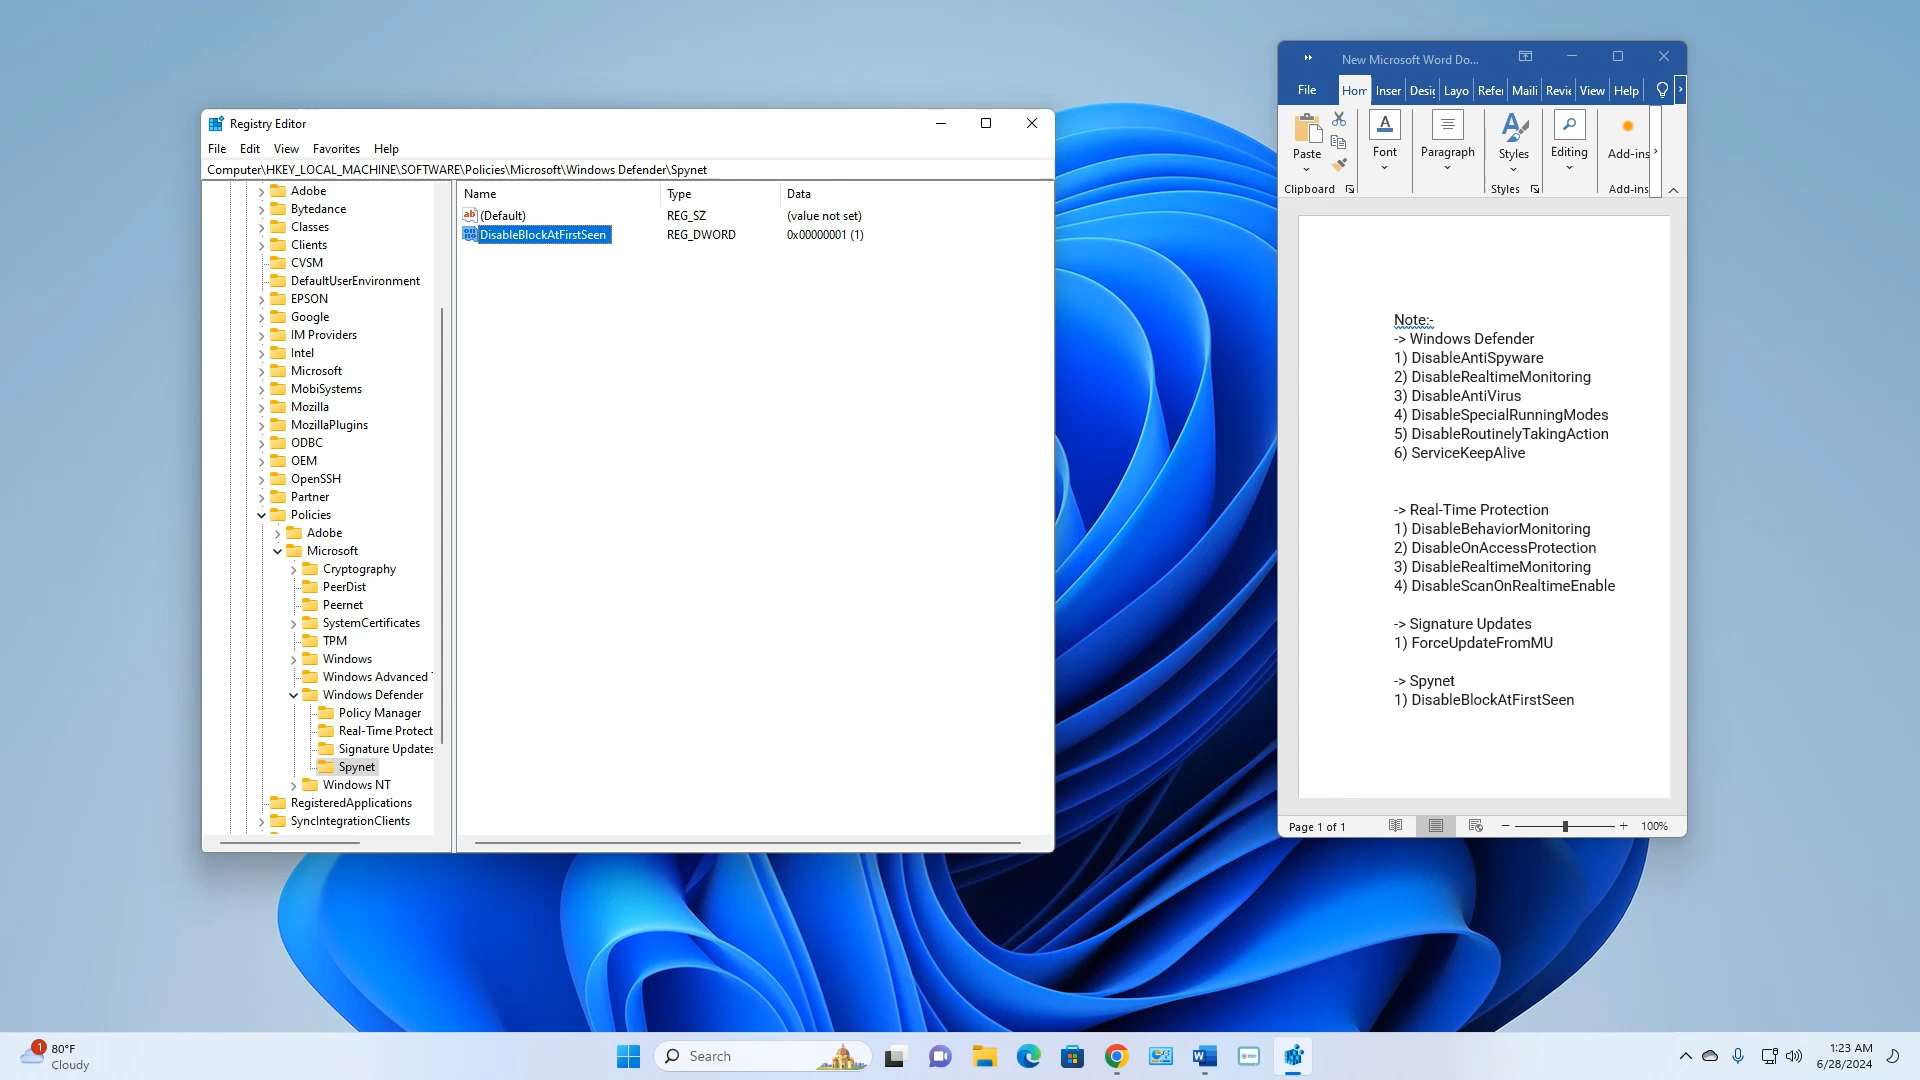 Registry Editor
File Edit View Favorites Help
Computer\HKEY_LOCAL_MACHINE\SOFTWARE\Policies\Microsoft\Windows Defender\Spynet
Adobe
Bytedance
Classes
Clients
CVSM
DefaultUserEnvironment
EPSON
Google
IM Providers
Intel
Microsoft
MobiSystems
Mozilla
MozillaPlugins
ODBC
OEM
OpenSSH
Partner
Policies
Adobe
Microsoft
Cryptography
PeerDist
Peernet
SystemCertificates
TPM
Windows
Windows Advanced T
Windows Defender
Policy Manager
Real-Time Protect
Signature Updates
Spynet
Windows NT
RegisteredApplications
SyncIntegrationClients
Name Type Data
(Default) REG_SZ (value not set)
DisableBlockAtFirstSeen REG_DWORD 0x00000001 (1)
New Microsoft Word Do...
File Hom Inser Desig Layo Refer Maili Revie View Help
Paste Font Paragraph Styles Editing Add-ins
Clipboard Styles Add-ins
Note:-
-> Windows Defender
1) DisableAntiSpyware
2) DisableRealtimeMonitoring
3) DisableAntiVirus
4) DisableSpecialRunningModes
5) DisableRoutinelyTakingAction
6) ServiceKeepAlive
-> Real-Time Protection
1) DisableBehaviorMonitoring
2) DisableOnAccessProtection
3) DisableRealtimeMonitoring
4) DisableScanOnRealtimeEnable
-> Signature Updates
1) ForceUpdateFromMU
-> Spynet
1) DisableBlockAtFirstSeen
Page 1 of 1 100%
1 80°F
Cloudy
Search
1:23 AM
6/28/2024